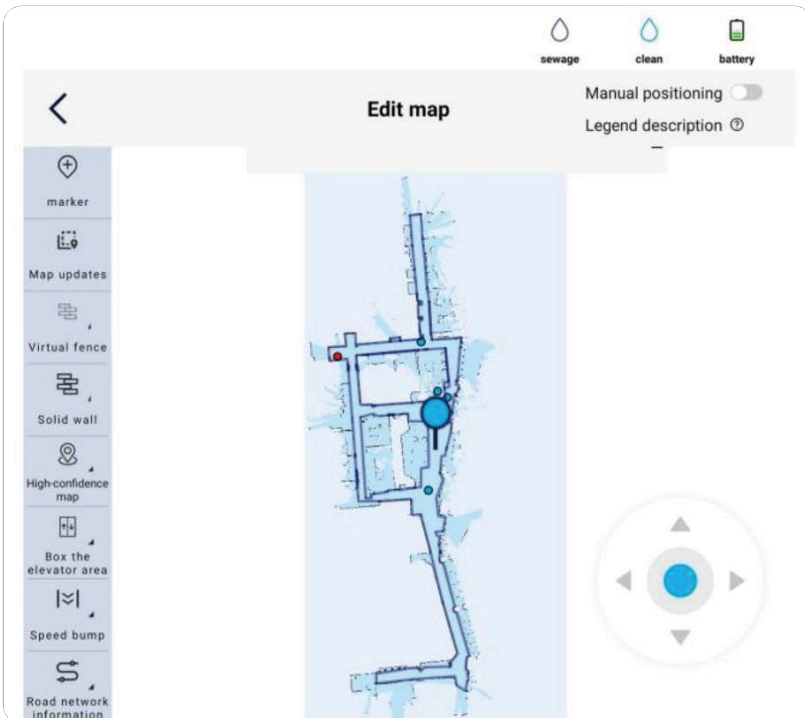 sewage
clean
battery
Edit map
Manual positioning
Legend description
marker
Map updates
Virtual fence
Solid wall
High-confidence
map
Box the
elevator area
Speed bump
Road network
information